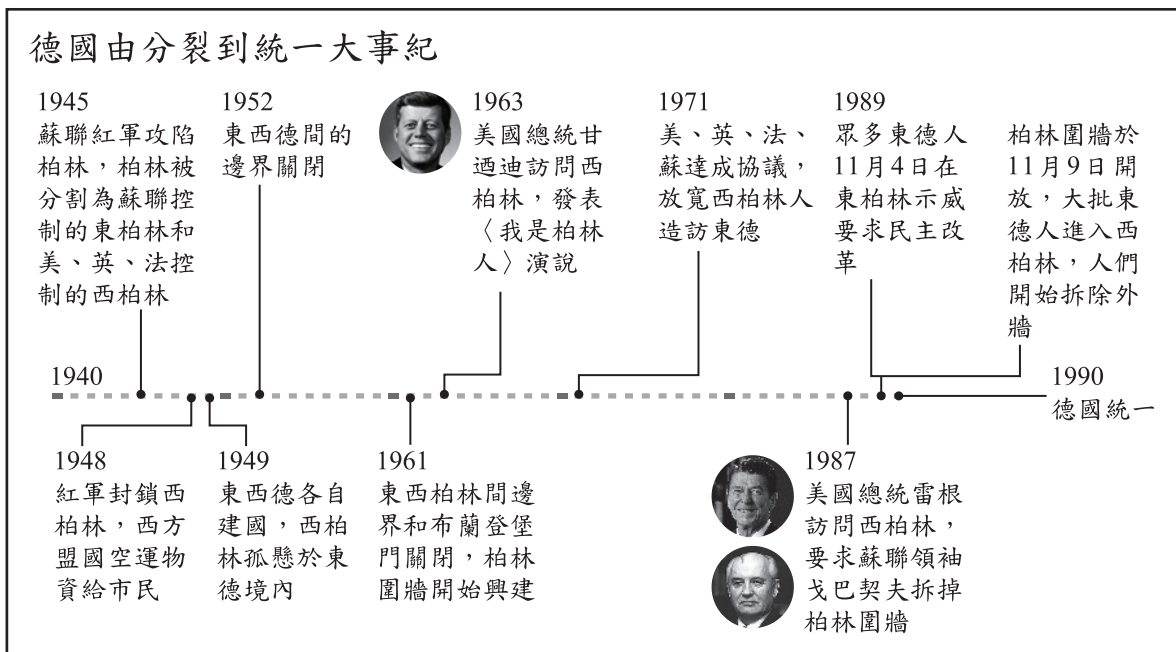 德國由分裂到統一大事紀
1945
蘇聯紅軍攻陷
柏林，柏林被
分割為蘇聯控
制的東柏林和
美、英、法控
制的西柏林
1952
東西德間的
邊界關閉
1963
美國總統甘
迺迪訪問西
柏林，發表
〈我是柏林
人〉演說
1971
美、英、法、
蘇達成協議，
放寬西柏林人
造訪東德
1989
眾多東德人
11月4日在
東柏林示威
要求民主改
革
柏林圍牆於
11月9日開
放，大批東
德人進入西
柏林，人們
開始拆除外
牆
1940
1990
德國統一
1948
紅軍封鎖西
柏林，西方
盟國空運物
資給市民
1949
東西德各自
建國，西柏
林孤懸於東
德境內
1961
東西柏林間邊
界和布蘭登堡
門關閉，柏林
圍牆開始興建
1987
美國總統雷根
訪問西柏林，
要求蘇聯領袖
戈巴契夫拆掉
柏林圍牆